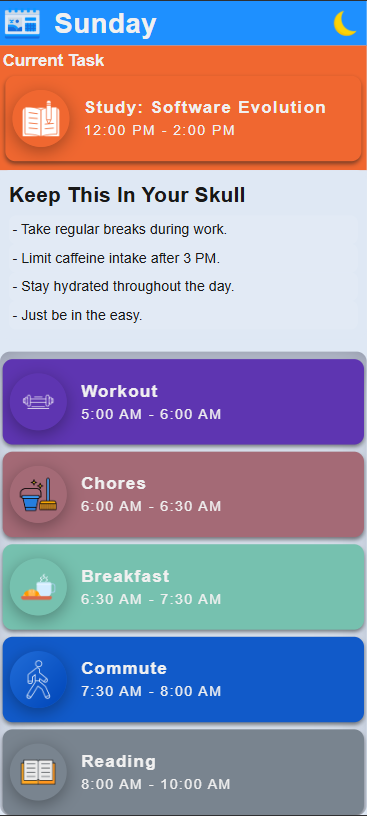 Sunday
Current Task
Study: Software Evolution
12:00 PM - 2:00 PM
Keep This In Your Skull
- Take regular breaks during work.
- Limit caffeine intake after 3 PM.
- Stay hydrated throughout the day.
- Just be in the easy.
Workout
5:00 AM - 6:00 AM
Chores
6:00 AM - 6:30 AM
Breakfast
6:30 AM - 7:30 AM
Commute
7:30 AM - 8:00 AM
Reading
8:00 AM - 10:00 AM